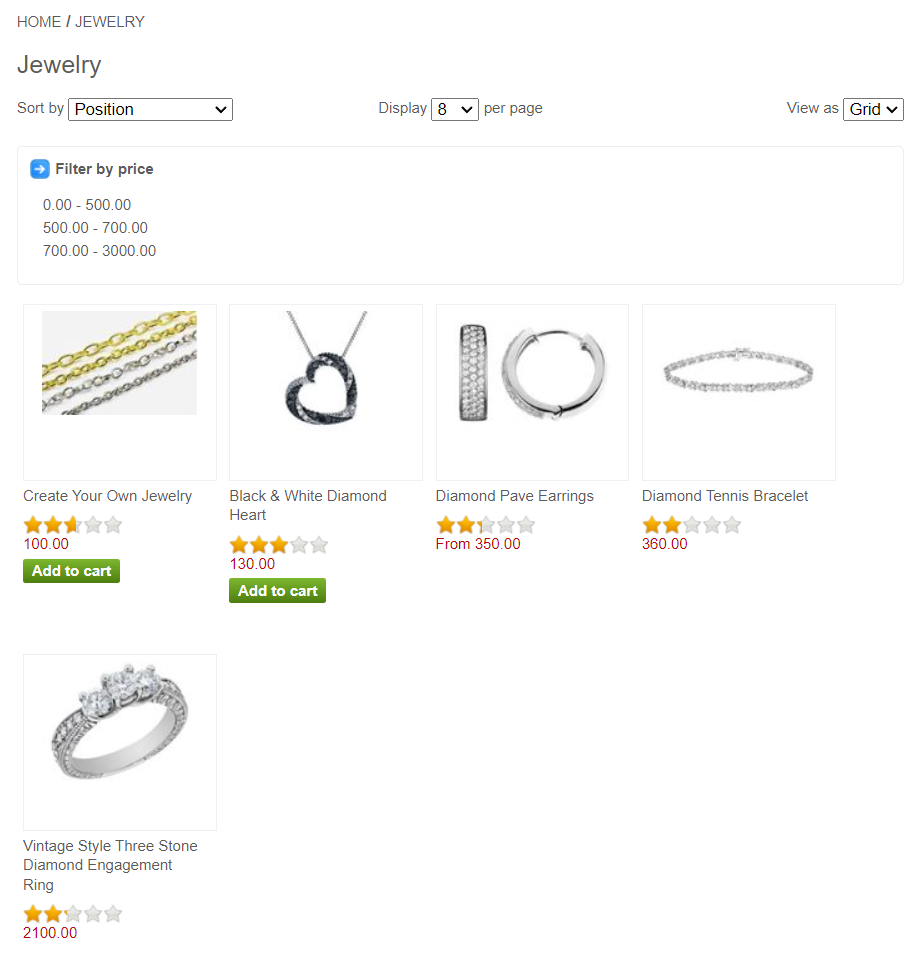 HOME / JEWELRY
Jewelry
Sort by Position Display 8 per page View as Grid
Filter by price
0.00 - 500.00
500.00 - 700.00
700.00 - 3000.00
Create Your Own Jewelry
100.00
Add to cart
Black & White Diamond
Heart
130.00
Add to cart
Diamond Pave Earrings
From 350.00
Diamond Tennis Bracelet
360.00
Vintage Style Three Stone
Diamond Engagement
Ring
2100.00